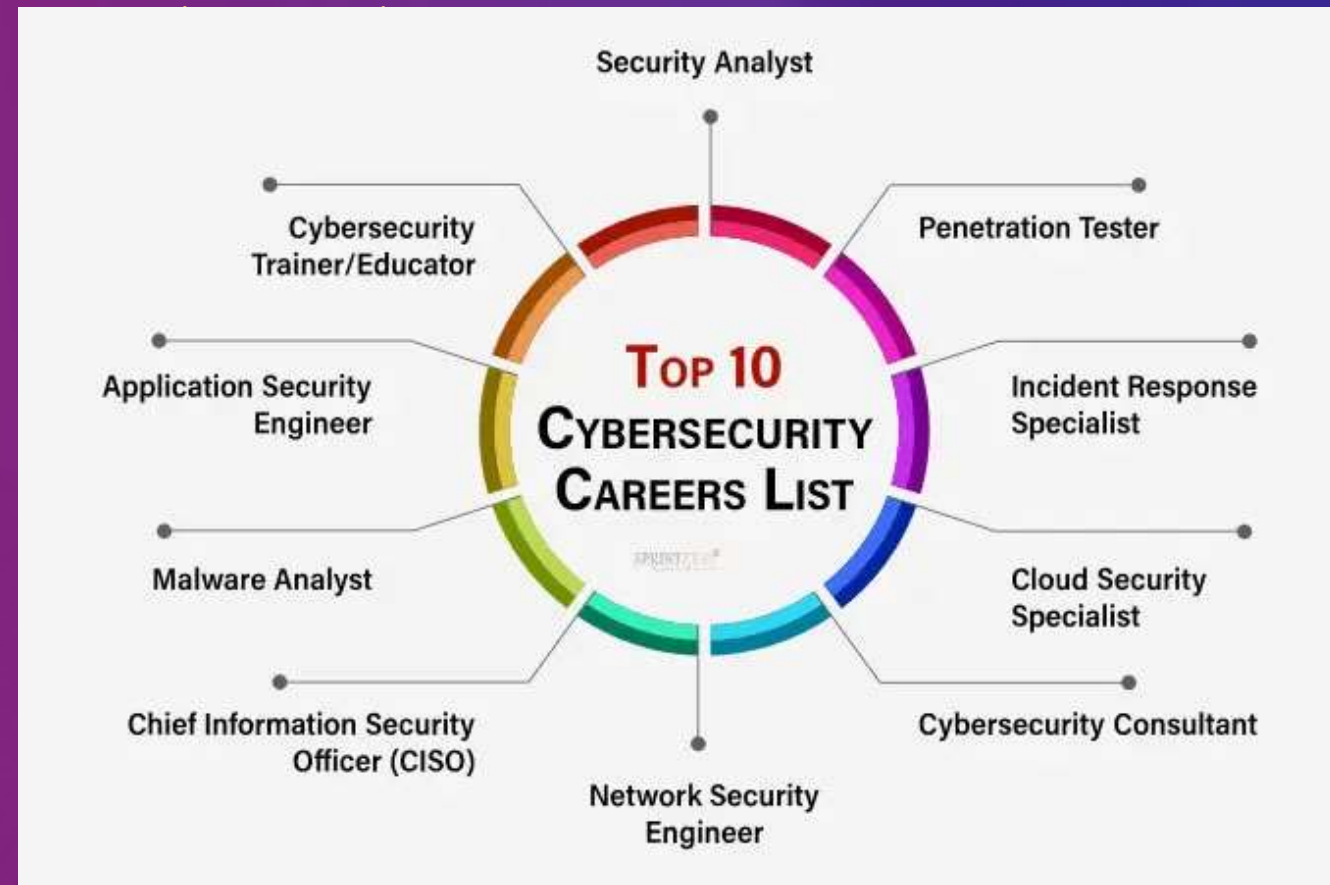 Security Analyst
Penetration Tester
Incident Response
Specialist
Cloud Security
Specialist
Cybersecurity Consultant
Network Security
Engineer
Chief Information Security
Officer (CISO)
Malware Analyst
Application Security
Engineer
Cybersecurity
Trainer/Educator
TOP 10
CYBERSECURITY
CAREERS LIST